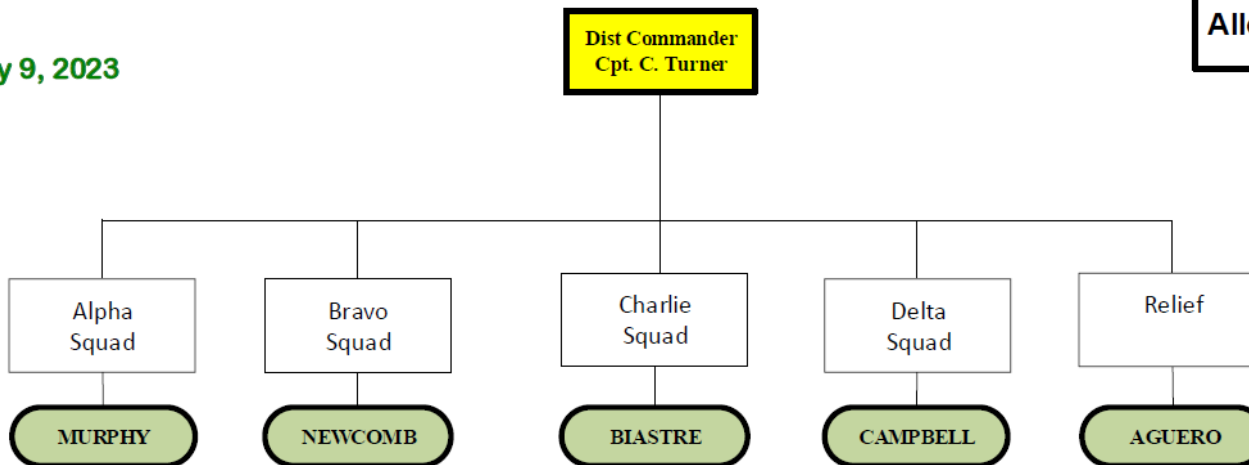 Dist Commander
Cpt. C. Turner
y 9, 2023
Alpha
Squad
Bravo
Squad
Charlie
Squad
Delta
Squad
Relief
MURPHY
NEWCOMB
BIASTRE
CAMPBELL
AGUERO